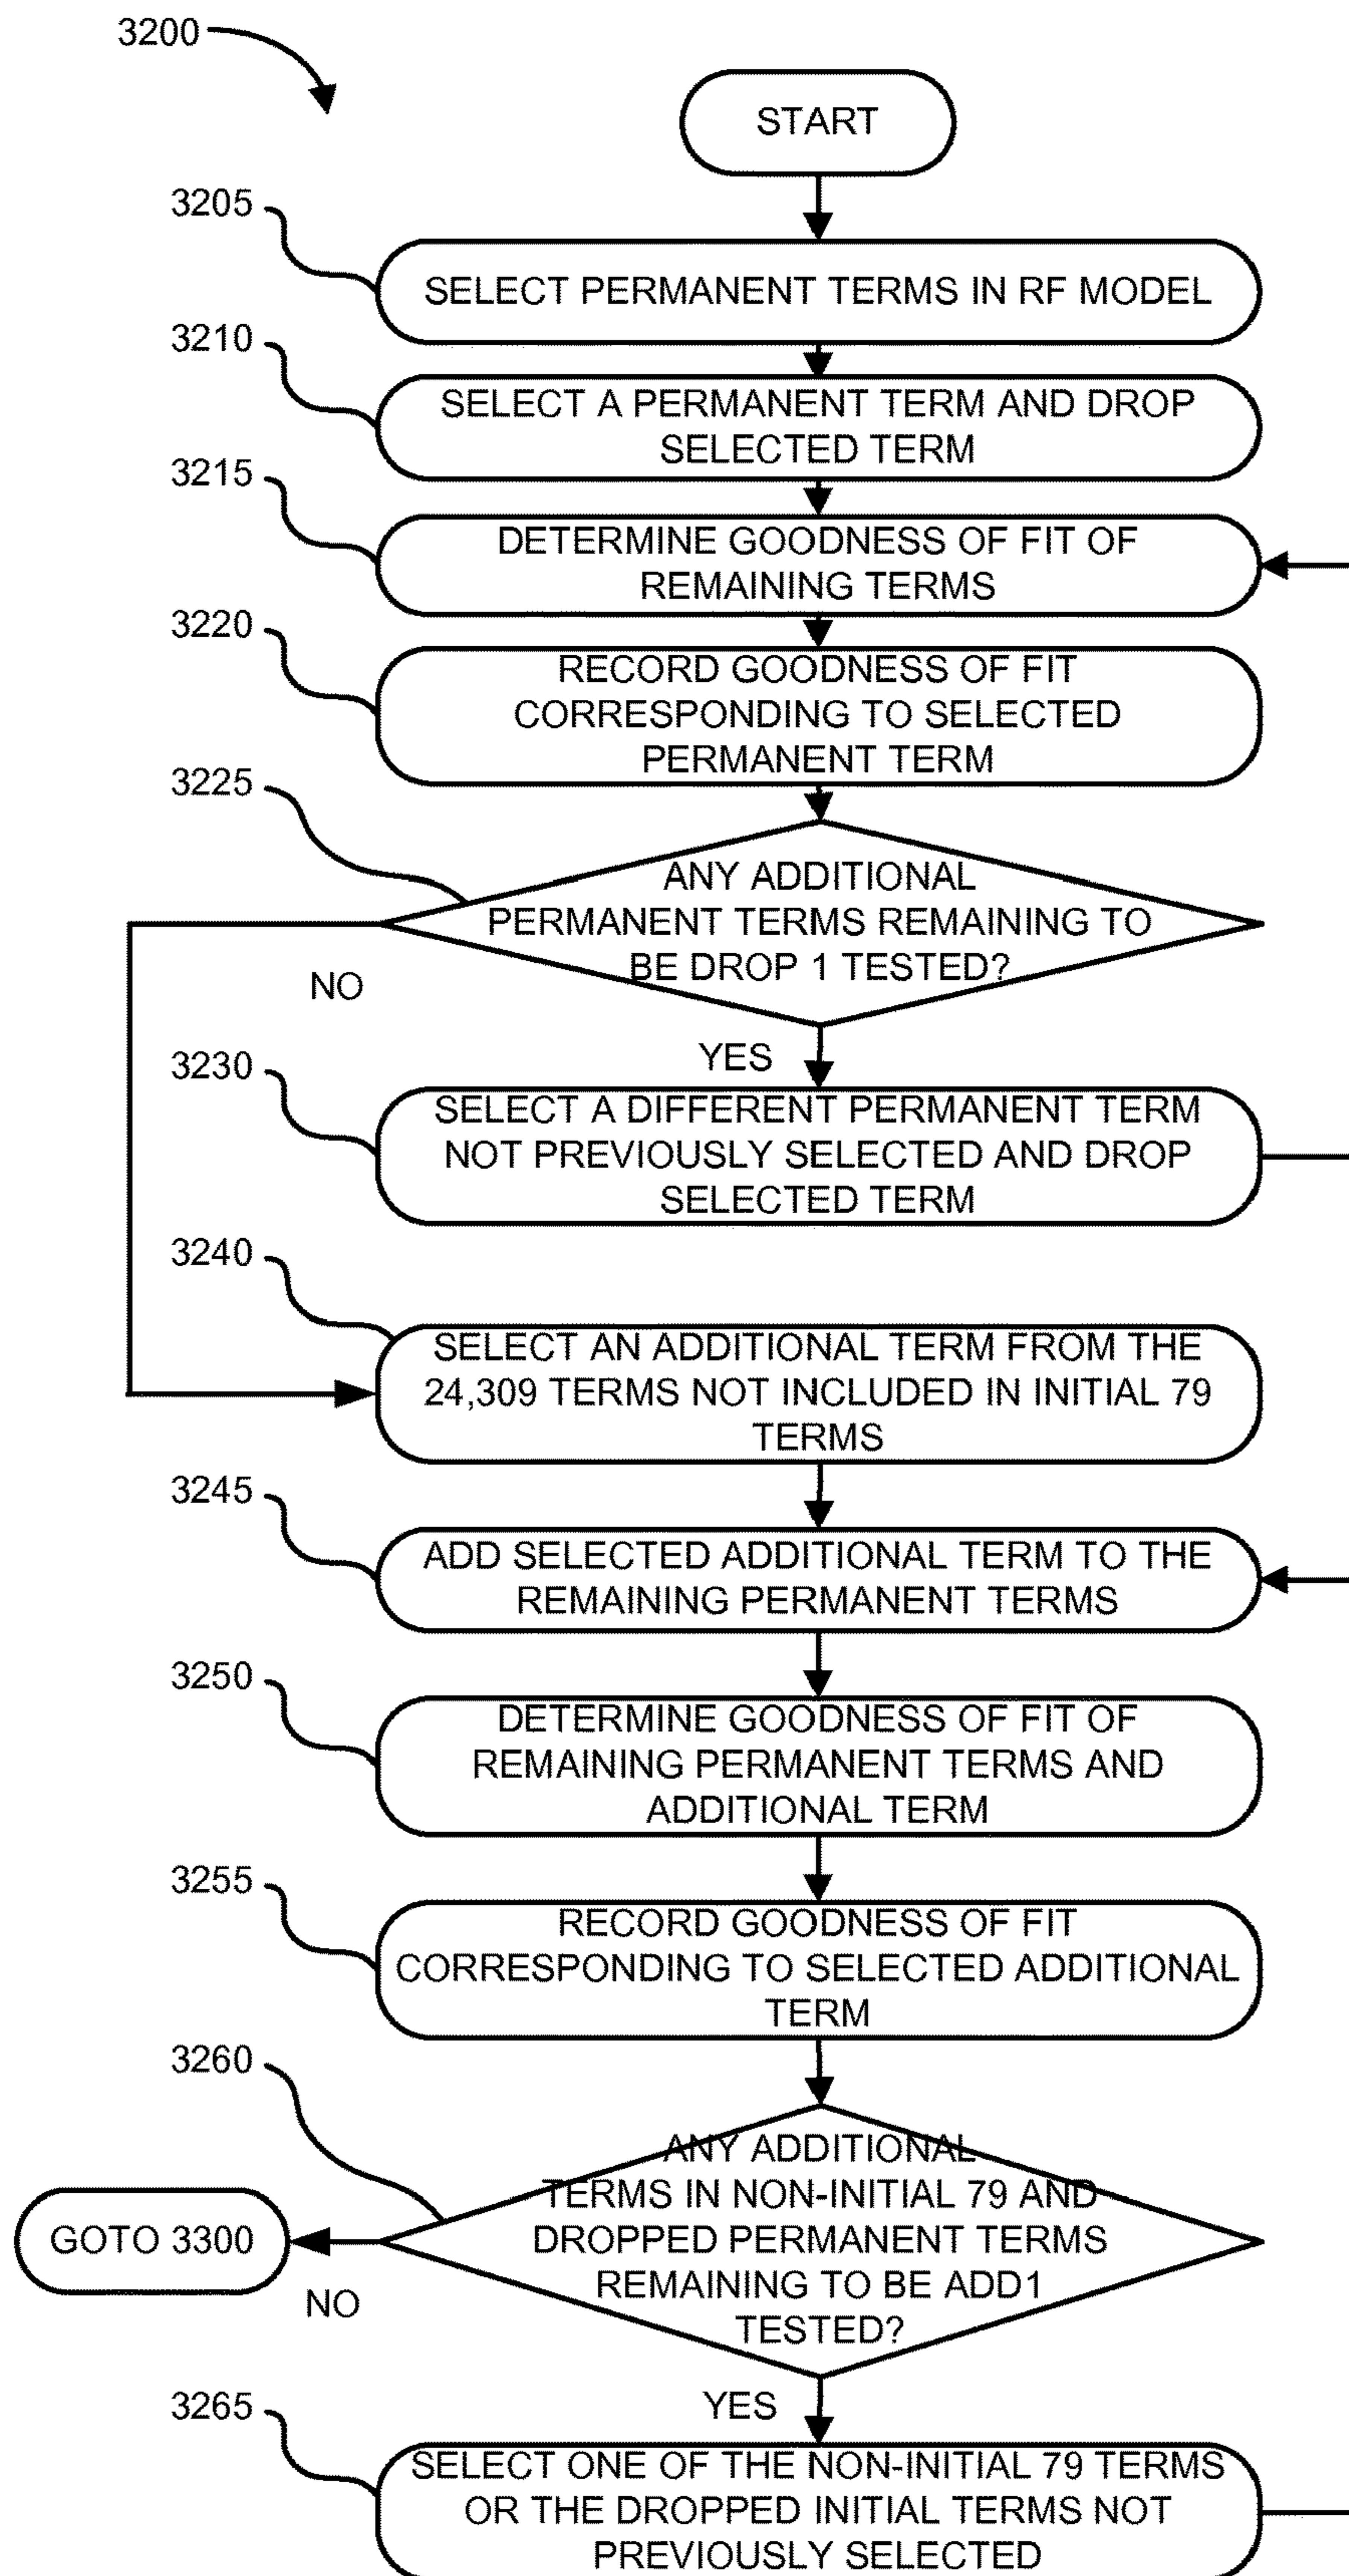 3200
START
3205
SELECT PERMANENT TERMS IN RF MODEL
3210
SELECT A PERMANENT TERM AND DROP
SELECTED TERM
3215
DETERMINE GOODNESS OF FIT OF
REMAINING TERMS
3220
RECORD GOODNESS OF FIT
CORRESPONDING TO SELECTED
PERMANENT TERM
3225
ANY ADDITIONAL
PERMANENT TERMS REMAINING TO
BE DROP 1 TESTED?
NO
YES
3230
SELECT A DIFFERENT PERMANENT TERM
NOT PREVIOUSLY SELECTED AND DROP
SELECTED TERM
3240
SELECT AN ADDITIONAL TERM FROM THE
24,309 TERMS NOT INCLUDED IN INITIAL 79
TERMS
3245
ADD SELECTED ADDITIONAL TERM TO THE
REMAINING PERMANENT TERMS
3250
DETERMINE GOODNESS OF FIT OF
REMAINING PERMANENT TERMS AND
ADDITIONAL TERM
3255
RECORD GOODNESS OF FIT
CORRESPONDING TO SELECTED ADDITIONAL
TERM
3260
ANY ADDITIONAL
TERMS IN NON-INITIAL 79 AND
DROPPED PERMANENT TERMS
REMAINING TO BE ADD1
TESTED?
GOTO 3300
NO
YES
3265
SELECT ONE OF THE NON-INITIAL 79 TERMS
OR THE DROPPED INITIAL TERMS NOT
PREVIOUSLY SELECTED